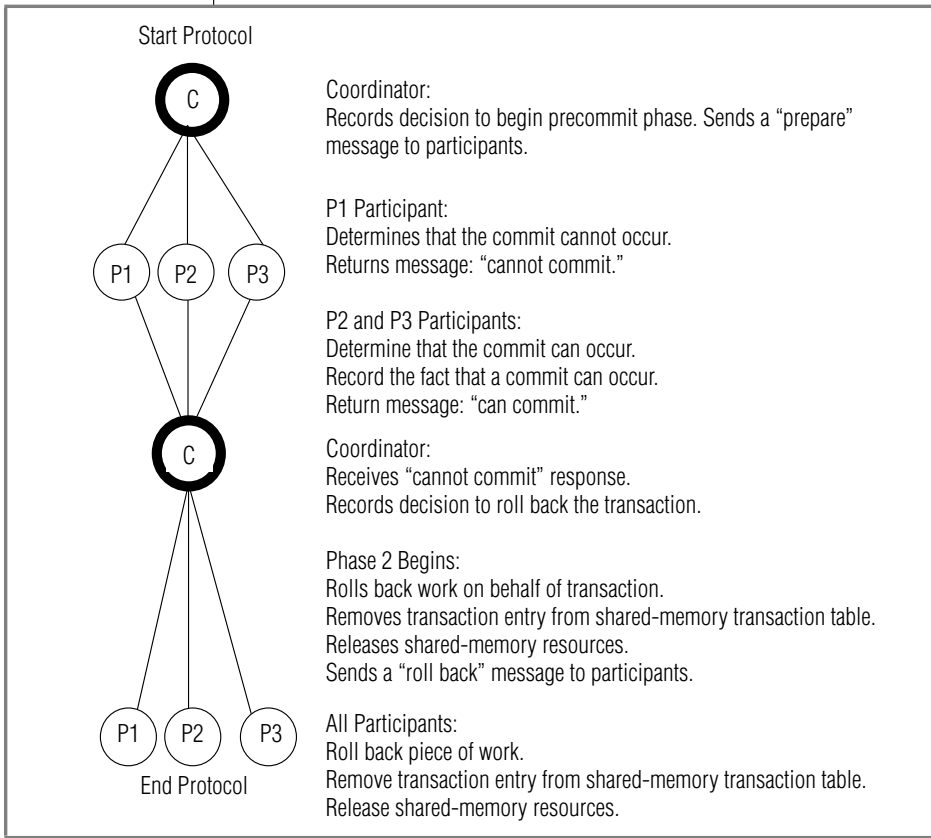 Start Protocol
C
Coordinator:
Records decision to begin precommit phase. Sends a “prepare”
message to participants.
P1 Participant:
Determines that the commit cannot occur.
Returns message: “cannot commit.”
P1 P2 P3
P2 and P3 Participants:
Determine that the commit can occur.
Record the fact that a commit can occur.
Return message: “can commit.”
C
Coordinator:
Receives “cannot commit” response.
Records decision to roll back the transaction.
Phase 2 Begins:
Rolls back work on behalf of transaction.
Removes transaction entry from shared-memory transaction table.
Releases shared-memory resources.
Sends a “roll back” message to participants.
P1 P2 P3
All Participants:
Roll back piece of work.
Remove transaction entry from shared-memory transaction table.
Release shared-memory resources.
End Protocol